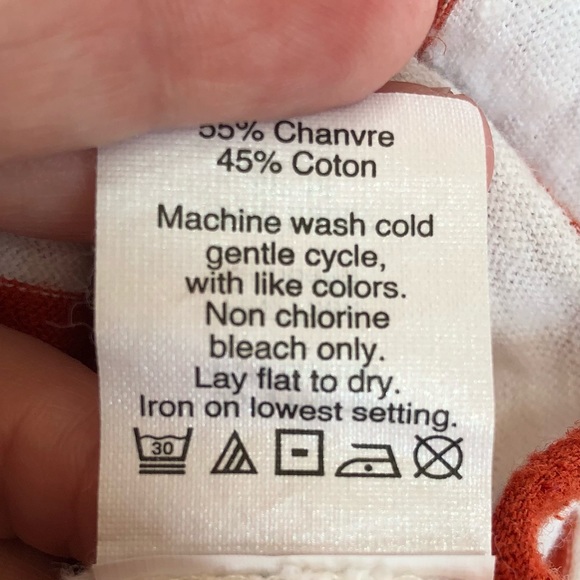 55% Chanvre
45% Coton
Machine wash cold
gentle cycle,
with like colors.
Non chlorine
bleach only.
Lay flat to dry.
Iron on lowest setting.
30